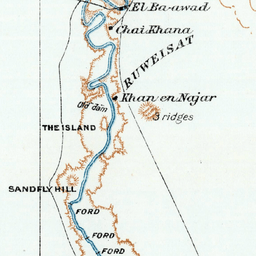 El Ba-awad
Chai Khana
RUWEISAT
Old dam
Khan en Najar
3 ridges
THE ISLAND
SANDFLY HILL
FORD
FORD
FORD